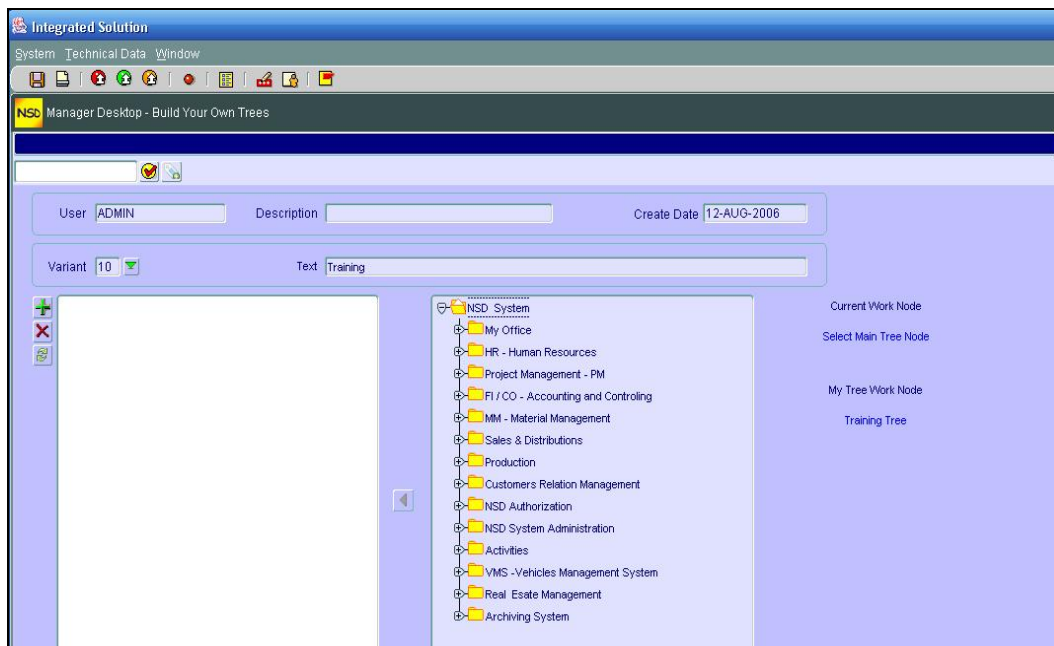 Integrated Solution
System Technical Data Window
NSD Manager Desktop - Build Your Own Trees
User ADMIN Description Create Date 12-AUG-2006
Variant 10 Text Training
NSD System
My Office
HR - Human Resources
Project Management - PM
FI / CO - Accounting and Controling
MM - Material Management
Sales & Distributions
Production
Customers Relation Management
NSD Authorization
NSD System Administration
Activities
VMS -Vehicles Management System
Real Esate Management
Archiving System
Current Work Node
Select Main Tree Node
My Tree Work Node
Training Tree